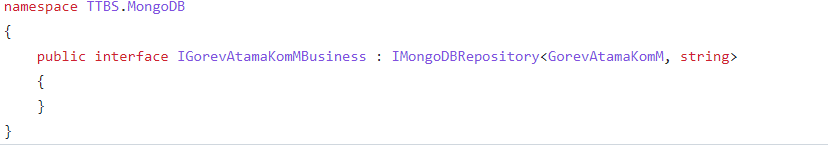 namespace TTBS.MongoDB
{
    public interface IGorevAtamaKomMBusiness : IMongoDBRepository<GorevAtamaKomM, string>
    {
    }
}